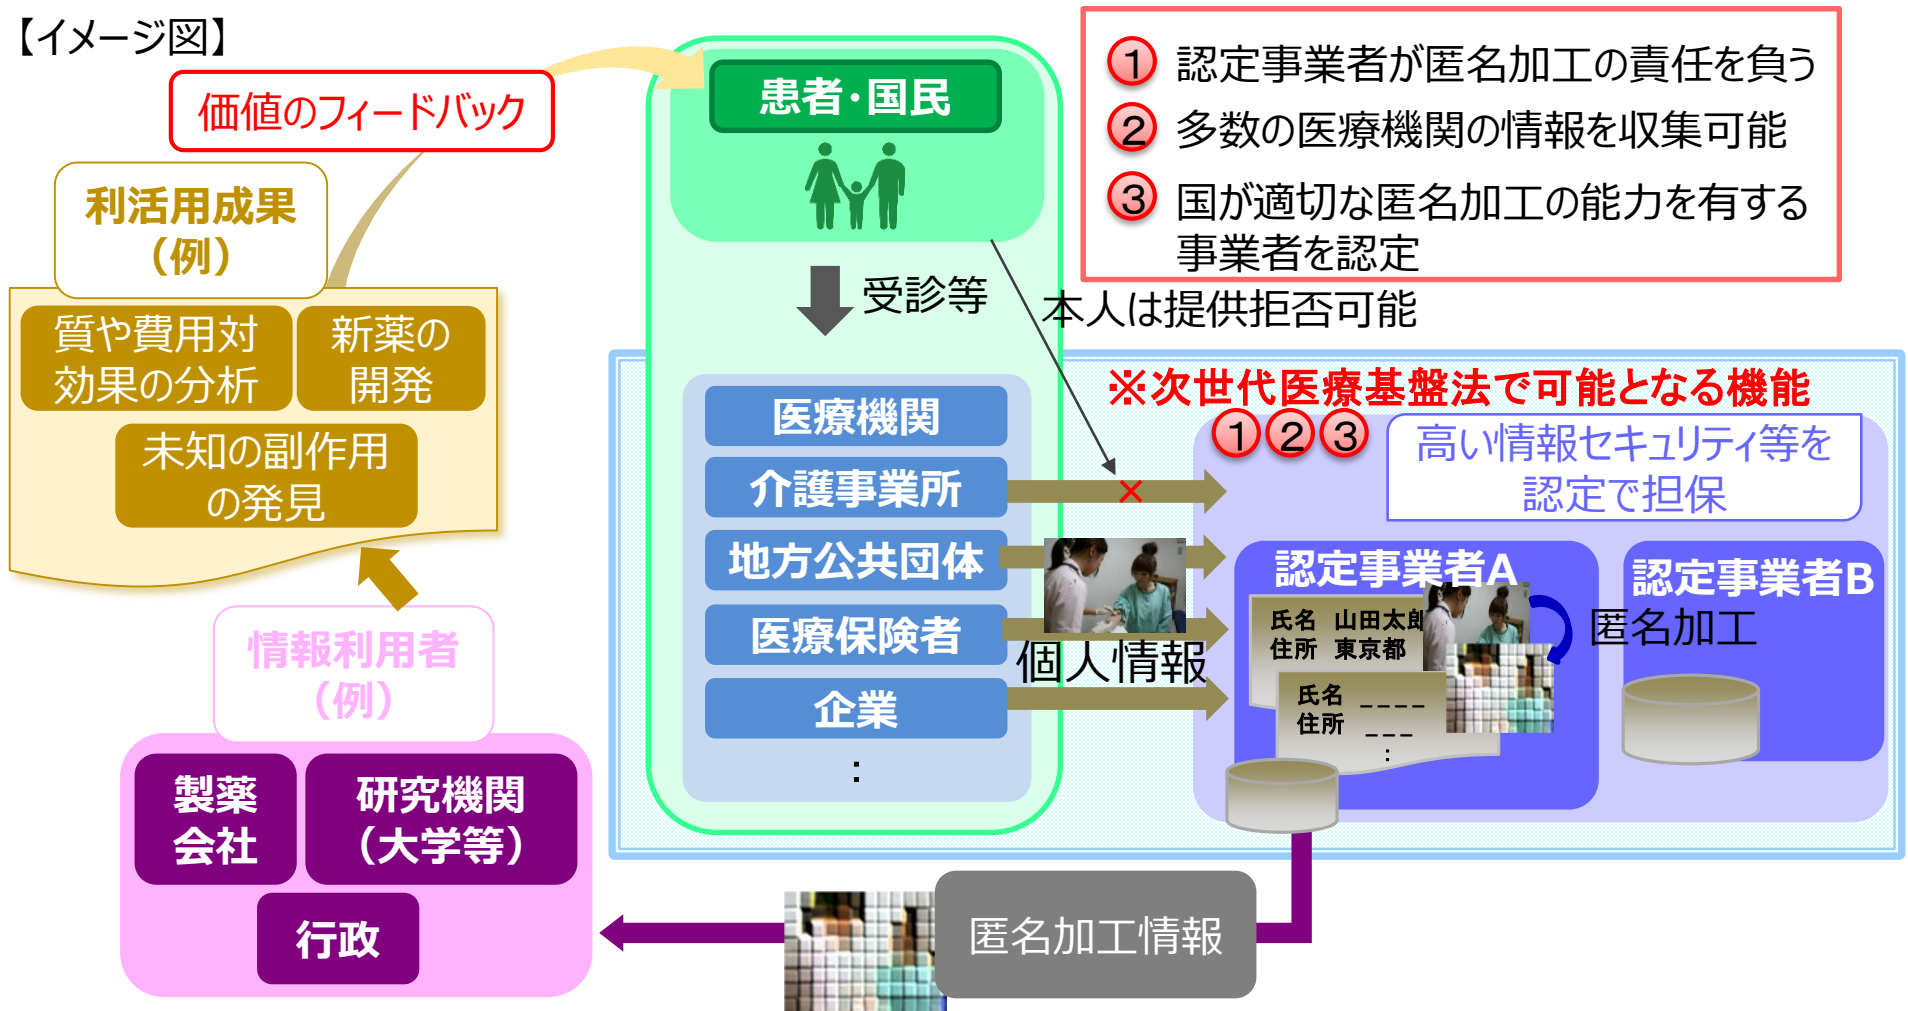 【イメージ図】
価値のフィードバック
利活用成果
（例）
質や費用対
効果の分析
新薬の
開発
未知の副作用
の発見
情報利用者
（例）
製薬
会社
研究機関
（大学等）
行政
患者・国民
受診等
本人は提供拒否可能
医療機関
介護事業所
地方公共団体
医療保険者
企業
：
個人情報
① 認定事業者が匿名加工の責任を負う
② 多数の医療機関の情報を収集可能
③ 国が適切な匿名加工の能力を有する
事業者を認定
※次世代医療基盤法で可能となる機能
①②③
高い情報セキュリティ等を
認定で担保
認定事業者A
氏名 山田太郎
住所 東京都
氏名 ＿＿＿＿
住所 ＿＿＿
：
匿名加工
認定事業者B
匿名加工情報